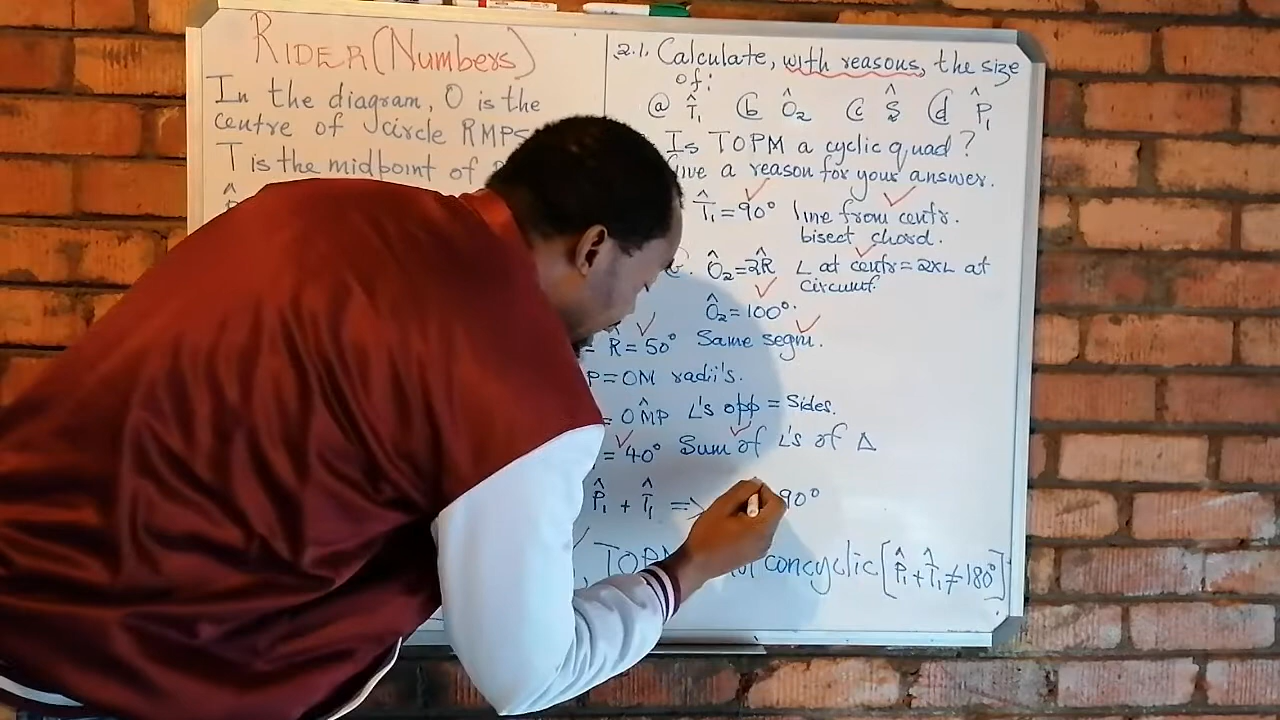 RIDER (Numbers)
In the diagram, O is the
centre of circle RMPS
T is the midpoint of
2.1. Calculate, with reasons, the size
of:
(a) T̂₁ (b Ô₂ (c Ŝ (d P̂₁
Is TOPM a cyclic quad?
Give a reason for your answer.
T̂₁ = 90° line from centr.
bisect chord.
Ô₂ = 2R̂ ∠ at centr = 2x∠ at
circumf.
Ô₂ = 100°.
= R̂ = 50° Same segm.
P = OM radii's.
= OM̂P ∠'s opp = Sides.
= 40° Sum of ∠'s of Δ
P̂₁ + T̂₁ => 90°
, TOPM concyclic [P̂₁ + T̂₁ ≠ 180°]